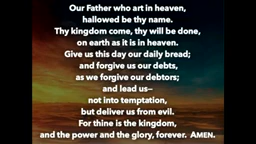 Our Father who art in heaven,
hallowed be thy name.
Thy kingdom come, thy will be done,
on earth as it is in heaven.
Give us this day our daily bread;
and forgive us our debts,
as we forgive our debtors;
and lead us—
not into temptation,
but deliver us from evil.
For thine is the kingdom,
and the power and the glory, forever. AMEN.